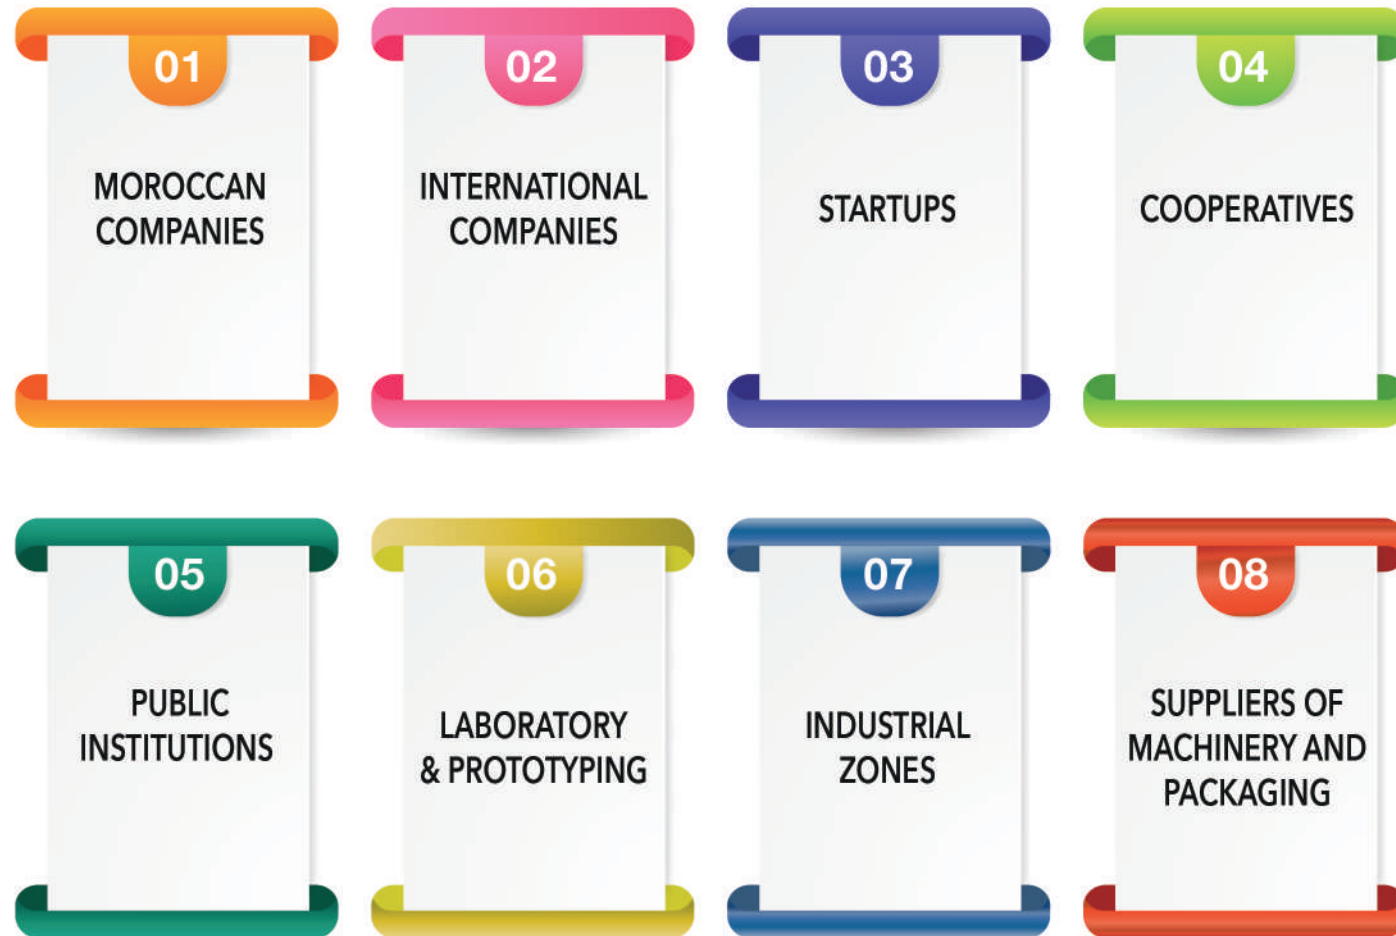 01
MOROCCAN
COMPANIES
02
INTERNATIONAL
COMPANIES
03
STARTUPS
04
COOPERATIVES
05
PUBLIC
INSTITUTIONS
06
LABORATORY
& PROTOTYPING
07
INDUSTRIAL
ZONES
08
SUPPLIERS OF
MACHINERY AND
PACKAGING